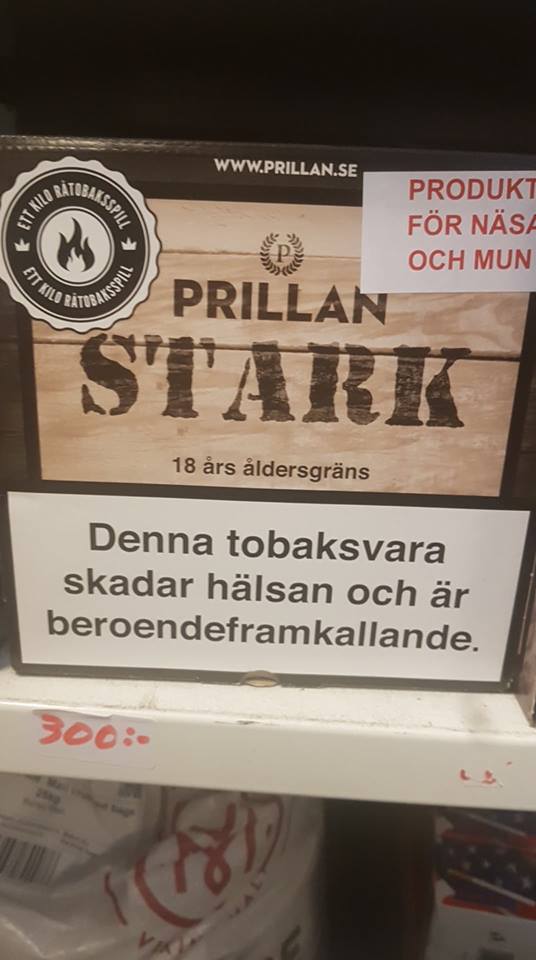 WWW.PRILLAN.SE
ETT KILO RÅTOBAKSSPILL
ETT KILO RÅTOBAKSSPILL
PRODUKT
FÖR NÄSA
OCH MUN
P
PRILLAN
STARK
18 års åldersgräns
Denna tobaksvara
skadar hälsan och är
beroendeframkallande.
300:-
25kg